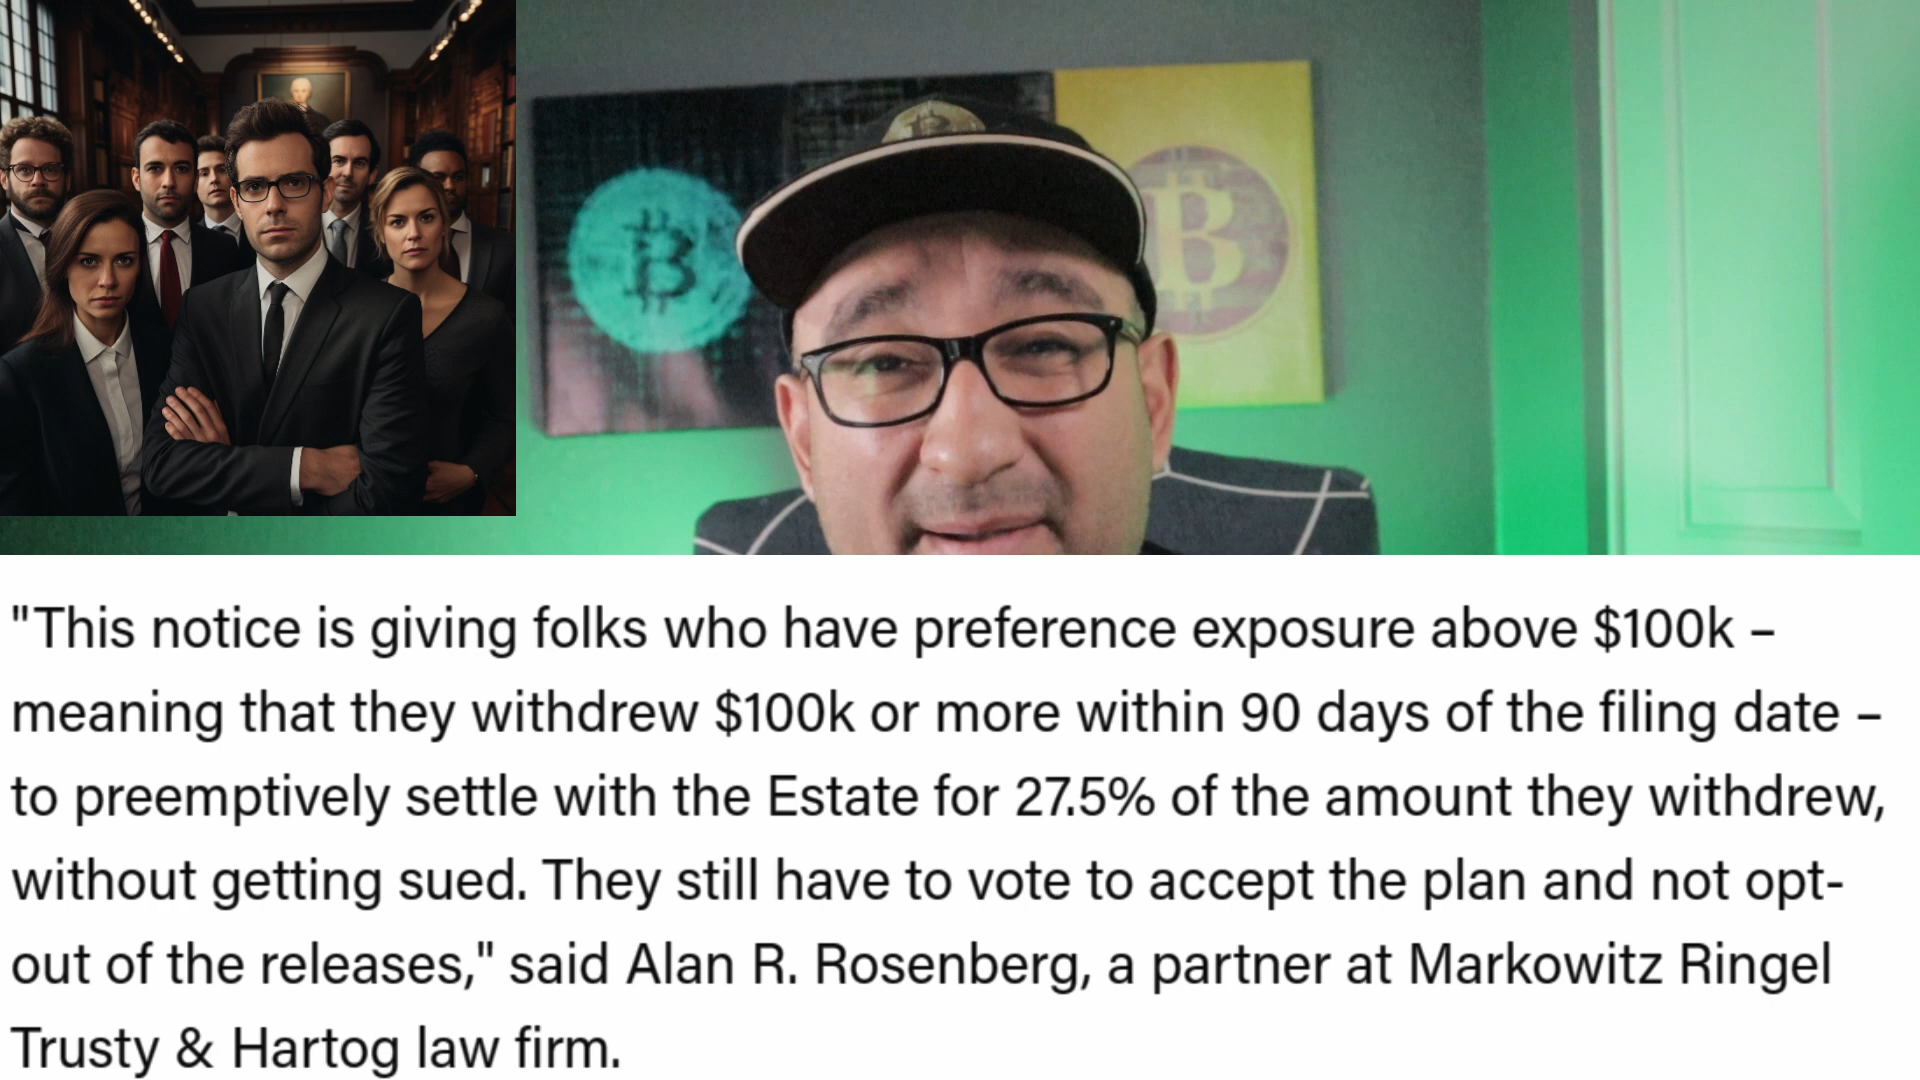 "This notice is giving folks who have preference exposure above $100k –
meaning that they withdrew $100k or more within 90 days of the filing date –
to preemptively settle with the Estate for 27.5% of the amount they withdrew,
without getting sued. They still have to vote to accept the plan and not opt-
out of the releases," said Alan R. Rosenberg, a partner at Markowitz Ringel
Trusty & Hartog law firm.